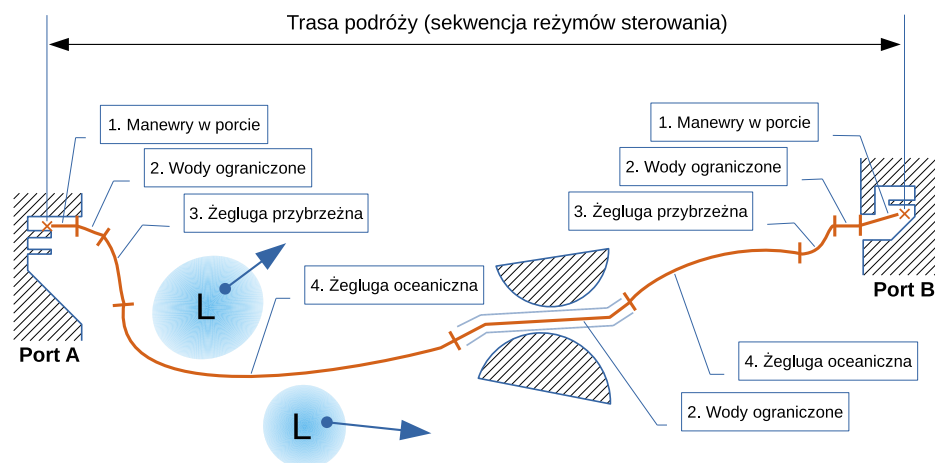 Trasa podróży (sekwencja reżymów sterowania)
1. Manewry w porcie
2. Wody ograniczone
3. Żegluga przybrzeżna
1. Manewry w porcie
2. Wody ograniczone
3. Żegluga przybrzeżna
L
4. Żegluga oceaniczna
Port A
Port B
4. Żegluga oceaniczna
2. Wody ograniczone
L